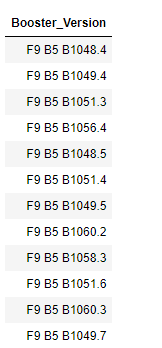 Booster_Version
F9 B5 B1048.4
F9 B5 B1049.4
F9 B5 B1051.3
F9 B5 B1056.4
F9 B5 B1048.5
F9 B5 B1051.4
F9 B5 B1049.5
F9 B5 B1060.2
F9 B5 B1058.3
F9 B5 B1051.6
F9 B5 B1060.3
F9 B5 B1049.7